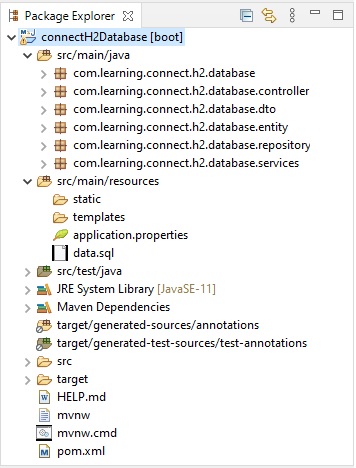 Package Explorer
connectH2Database [boot]
src/main/java
com.learning.connect.h2.database
com.learning.connect.h2.database.controller
com.learning.connect.h2.database.dto
com.learning.connect.h2.database.entity
com.learning.connect.h2.database.repository
com.learning.connect.h2.database.services
src/main/resources
static
templates
application.properties
data.sql
src/test/java
JRE System Library [JavaSE-11]
Maven Dependencies
target/generated-sources/annotations
target/generated-test-sources/test-annotations
src
target
HELP.md
mvnw
mvnw.cmd
pom.xml